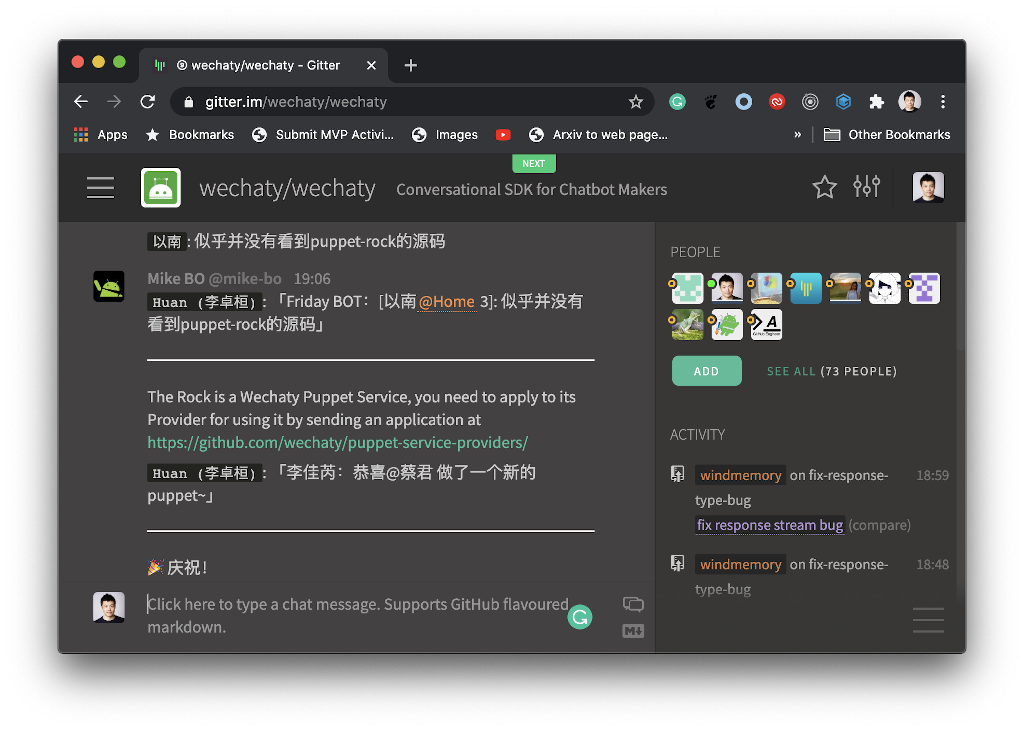 wechaty/wechaty - Gitter
gitter.im/wechaty/wechaty
Apps
Bookmarks
Submit MVP Activi...
Images
Arxiv to web page...
»
Other Bookmarks
NEXT
wechaty/wechaty
Conversational SDK for Chatbot Makers
以南: 似乎并没有看到puppet-rock的源码
Mike BO @mike-bo 19:06
Huan (李卓桓): 「Friday BOT: [以南@Home 3]: 似乎并没有
看到puppet-rock的源码」
The Rock is a Wechaty Puppet Service, you need to apply to its
Provider for using it by sending an application at
https://github.com/wechaty/puppet-service-providers/
Huan (李卓桓): 「李佳芮: 恭喜@蔡君 做了一个新的
puppet~」
🎉 庆祝!
Click here to type a chat message. Supports GitHub flavoured
markdown.
M
PEOPLE
ADD
SEE ALL (73 PEOPLE)
ACTIVITY
windmemory on fix-response-
type-bug
18:59
fix response stream bug (compare)
windmemory on fix-response-
type-bug
18:48